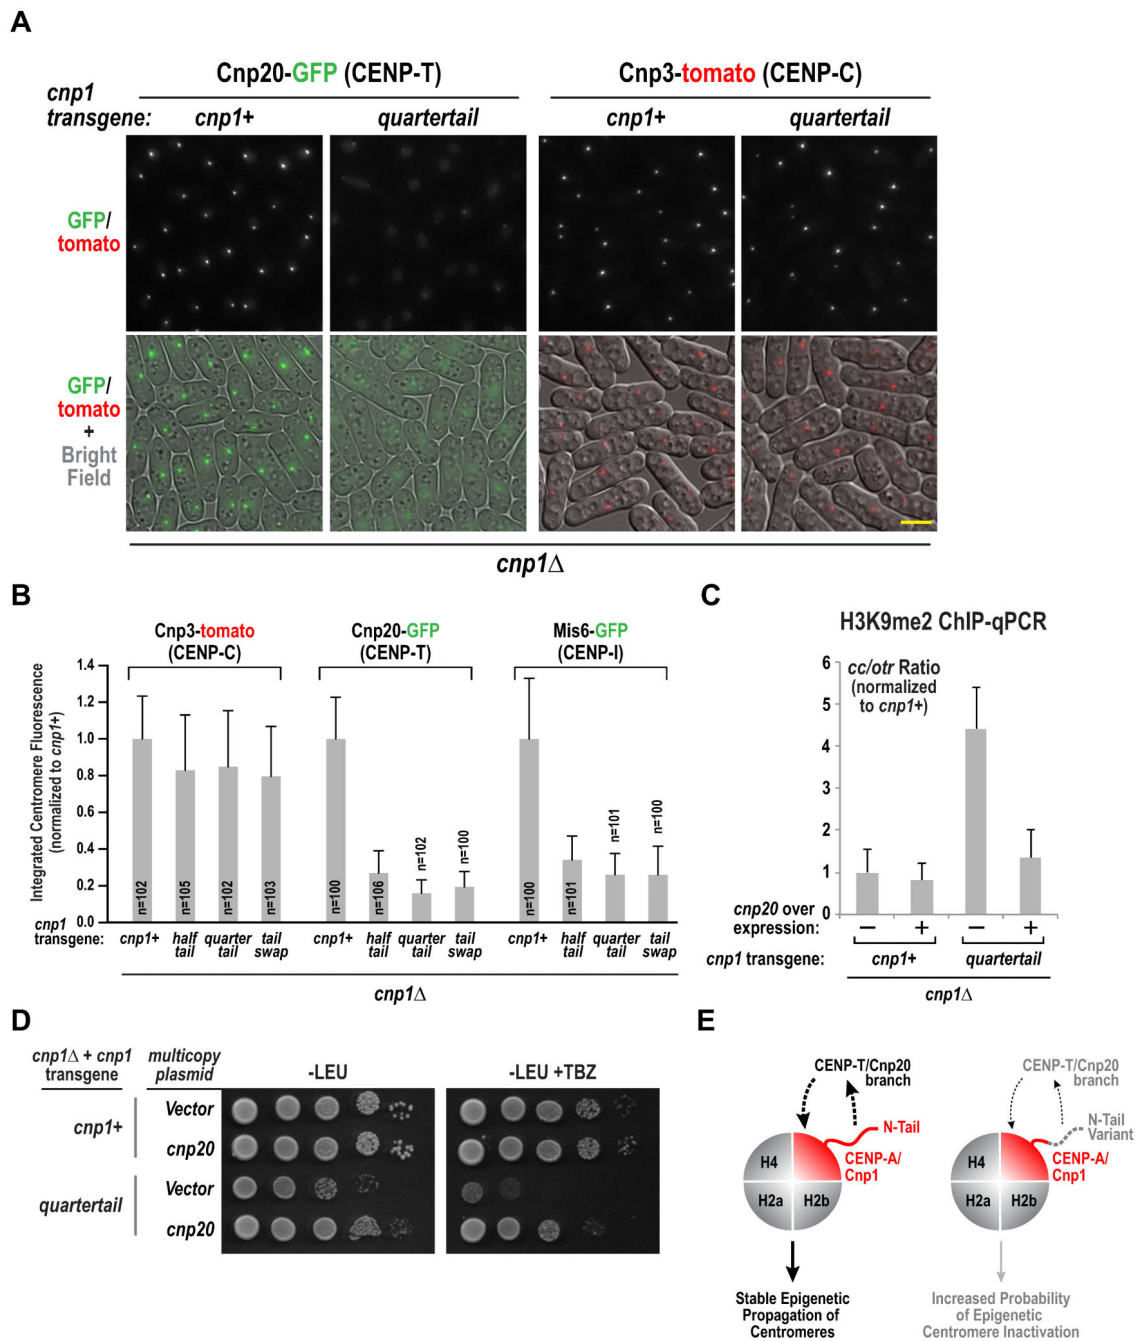 A
Cnp20-GFP (CENP-T)
Cnp3-tomato (CENP-C)
cnp1
transgene:
cnp1+
quartertail
cnp1+
quartertail
GFP/
tomato
GFP/
tomato
+
Bright
Field
cnp1Δ
B
Cnp3-tomato
(CENP-C)
Cnp20-GFP
(CENP-T)
Mis6-GFP
(CENP-I)
Integrated Centromere Fluorescence
(normalized to cnp1+)
1.4
1.2
1.0
0.8
0.6
0.4
0.2
0.0
n=102
n=105
n=102
n=103
n=100
n=106
n=102
n=100
n=100
n=101
n=101
n=100
cnp1
transgene:
cnp1+
half
tail
quarter
tail
tail
swap
cnp1+
half
tail
quarter
tail
tail
swap
cnp1+
half
tail
quarter
tail
tail
swap
cnp1Δ
C
H3K9me2 ChIP-qPCR
cc/otr Ratio
(normalized
to cnp1+)
6
5
4
3
2
1
0
cnp20 over
expression:
− + − +
cnp1 transgene:
cnp1+
quartertail
cnp1Δ
D
cnp1Δ + cnp1
transgene
multicopy
plasmid
-LEU
-LEU +TBZ
cnp1+
Vector
cnp20
quartertail
Vector
cnp20
E
CENP-T/Cnp20
branch
N-Tail
CENP-A/
Cnp1
H4
H2a
H2b
Stable Epigenetic
Propagation of
Centromeres
CENP-T/Cnp20
branch
N-Tail
Variant
CENP-A/
Cnp1
H4
H2a
H2b
Increased Probability
of Epigenetic
Centromere Inactivation